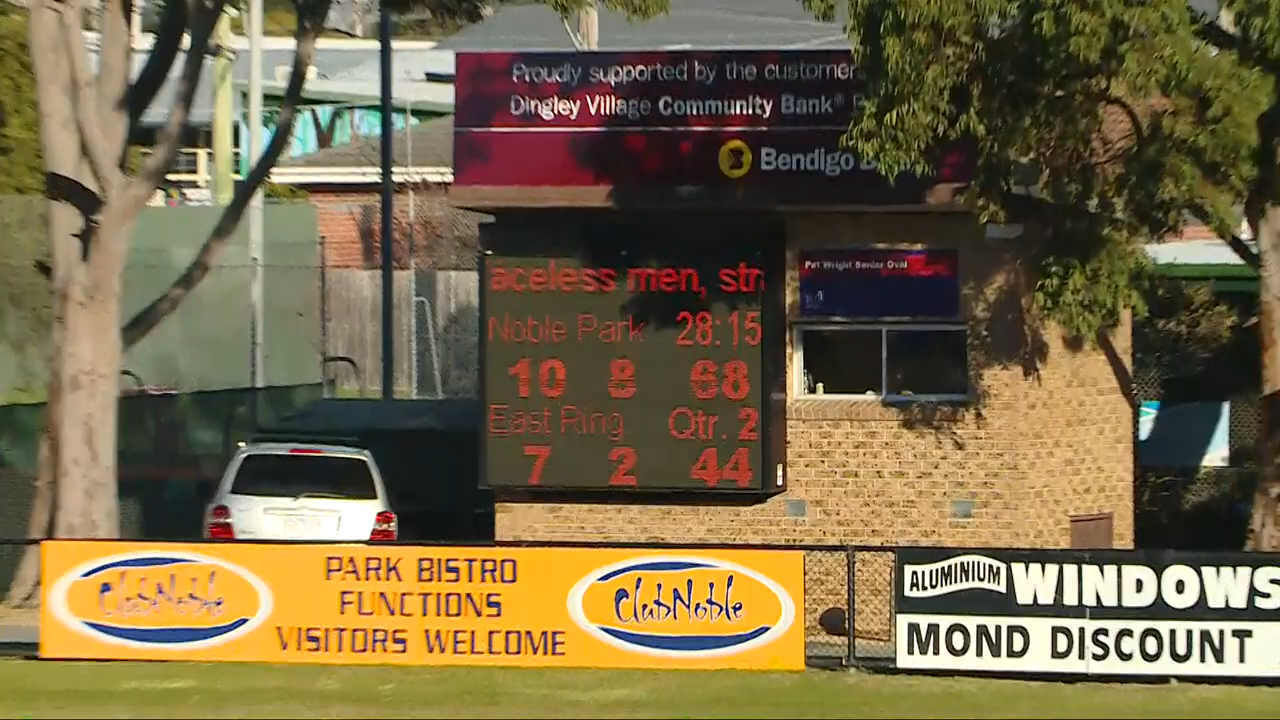 Proudly supported by the customer
Dingley Village Community Bank®
Bendigo
aceless men, str
Noble Park 28:15
10 8 68
East Ring Qtr. 2
7 2 44
Pat Wright Senior Oval
ClubNoble
PARK BISTRO
FUNCTIONS
VISITORS WELCOME
ClubNoble
ALUMINIUM WINDOWS
MOND DISCOUNT